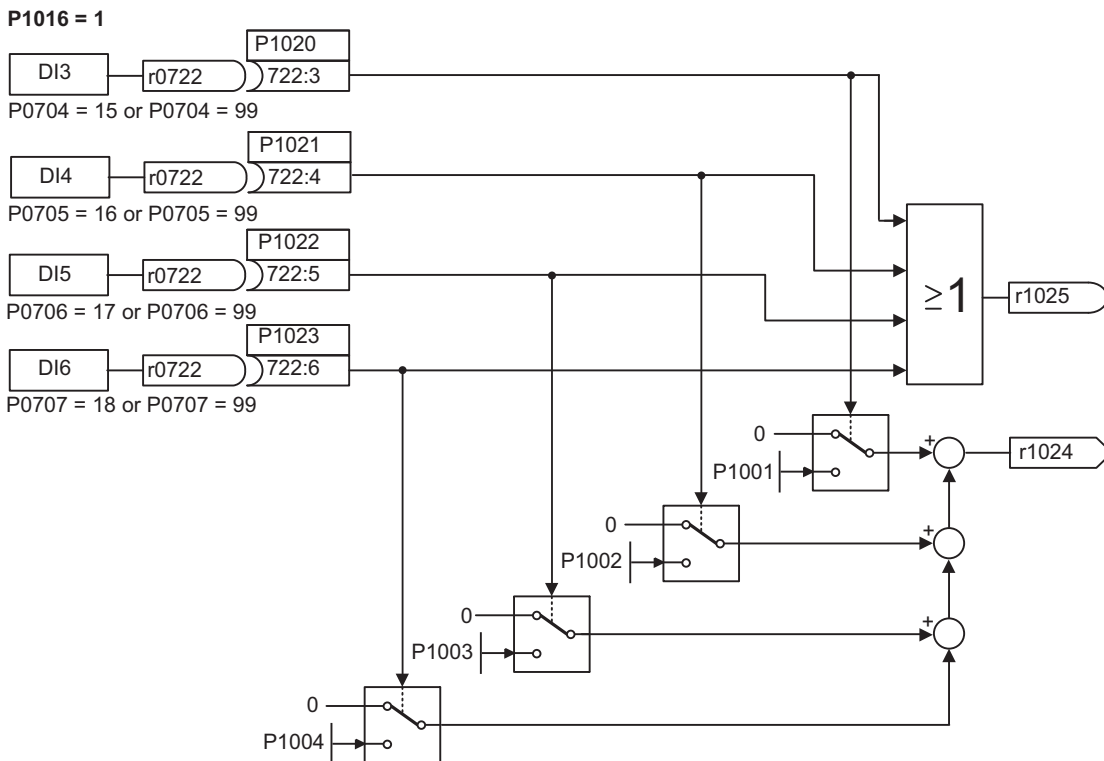 P1016 = 1
P1020
DI3 r0722 722:3
P0704 = 15 or P0704 = 99
P1021
DI4 r0722 722:4
P0705 = 16 or P0705 = 99
P1022
DI5 r0722 722:5
P0706 = 17 or P0706 = 99
P1023
DI6 r0722 722:6
P0707 = 18 or P0707 = 99
≥1
r1025
0
P1001
+
r1024
0
P1002
+
0
P1003
+
0
P1004